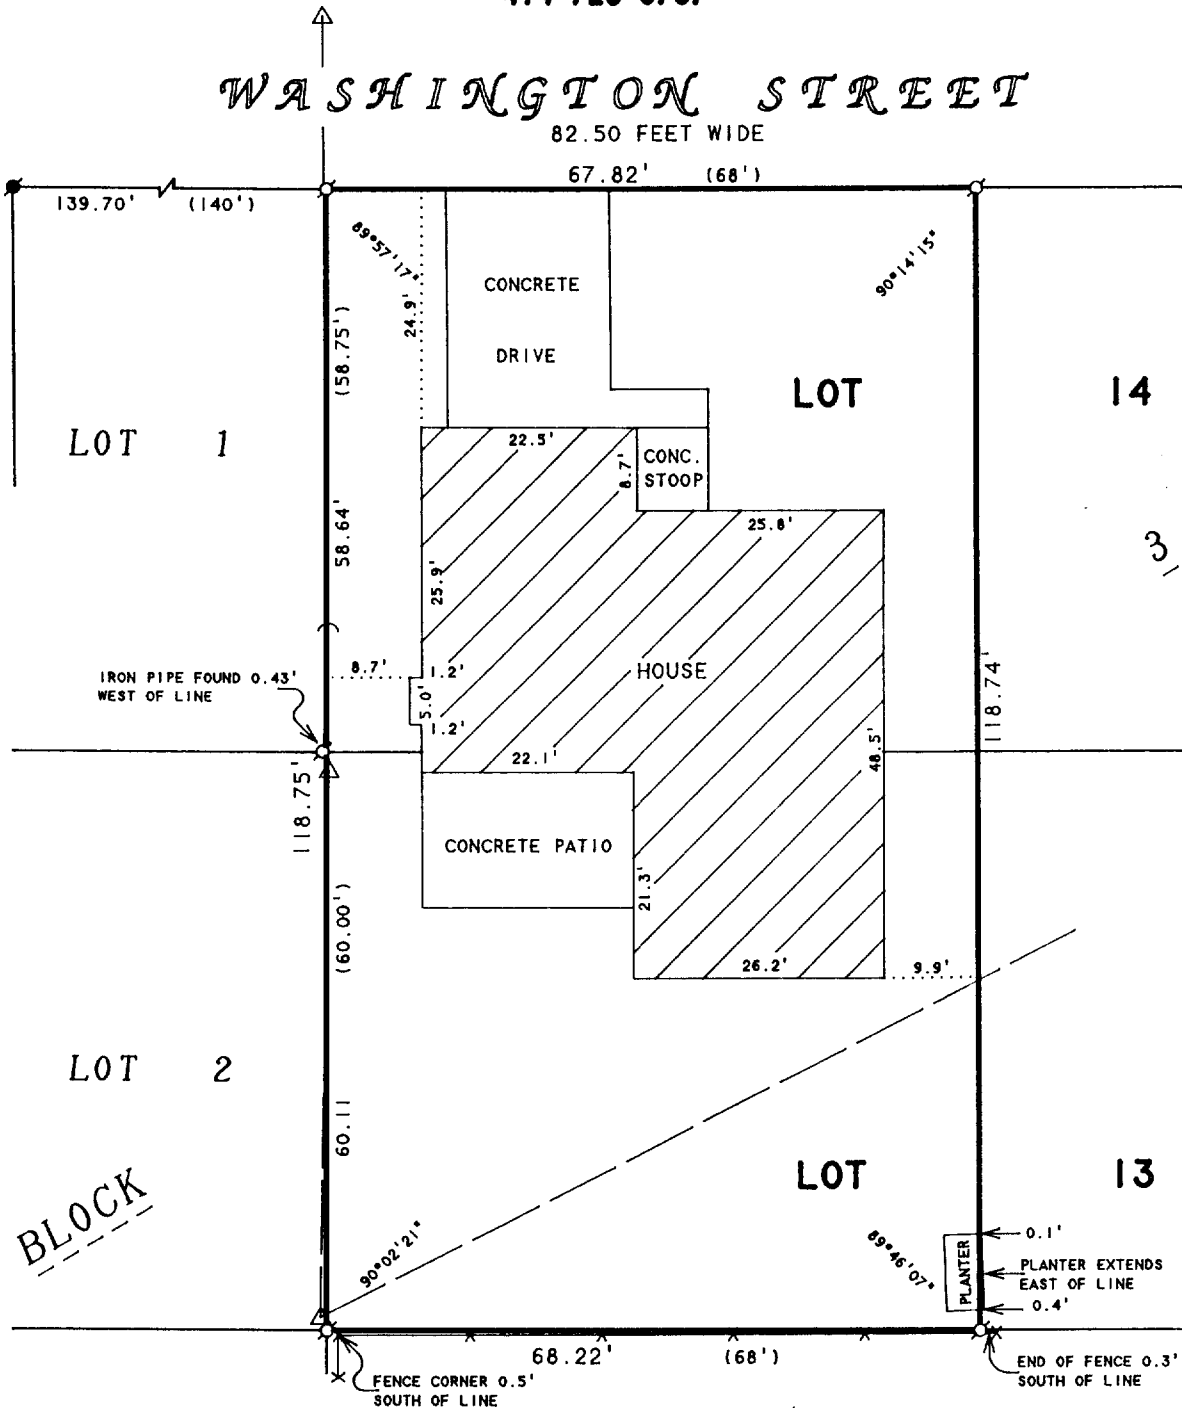 WASHINGTON STREET
82.50 FEET WIDE
67.82' (68')
139.70' (140')
89°57'17"
90°14'15"
CONCRETE
DRIVE
24.9'
(58.75')
LOT 14
LOT 1
22.5'
8.7'
CONC.
STOOP
25.8'
58.64'
25.9'
3
8.7'
1.2'
HOUSE
IRON PIPE FOUND 0.43'
WEST OF LINE
5.0'
1.2'
118.74'
22.1'
48.5'
118.75'
CONCRETE PATIO
21.3'
(60.00')
26.2'
9.9'
LOT 2
60.11
LOT 13
BLOCK
90°02'21"
89°46'07"
PLANTER
0.1'
PLANTER EXTENDS
EAST OF LINE
0.4'
68.22' (68')
FENCE CORNER 0.5'
SOUTH OF LINE
END OF FENCE 0.3'
SOUTH OF LINE